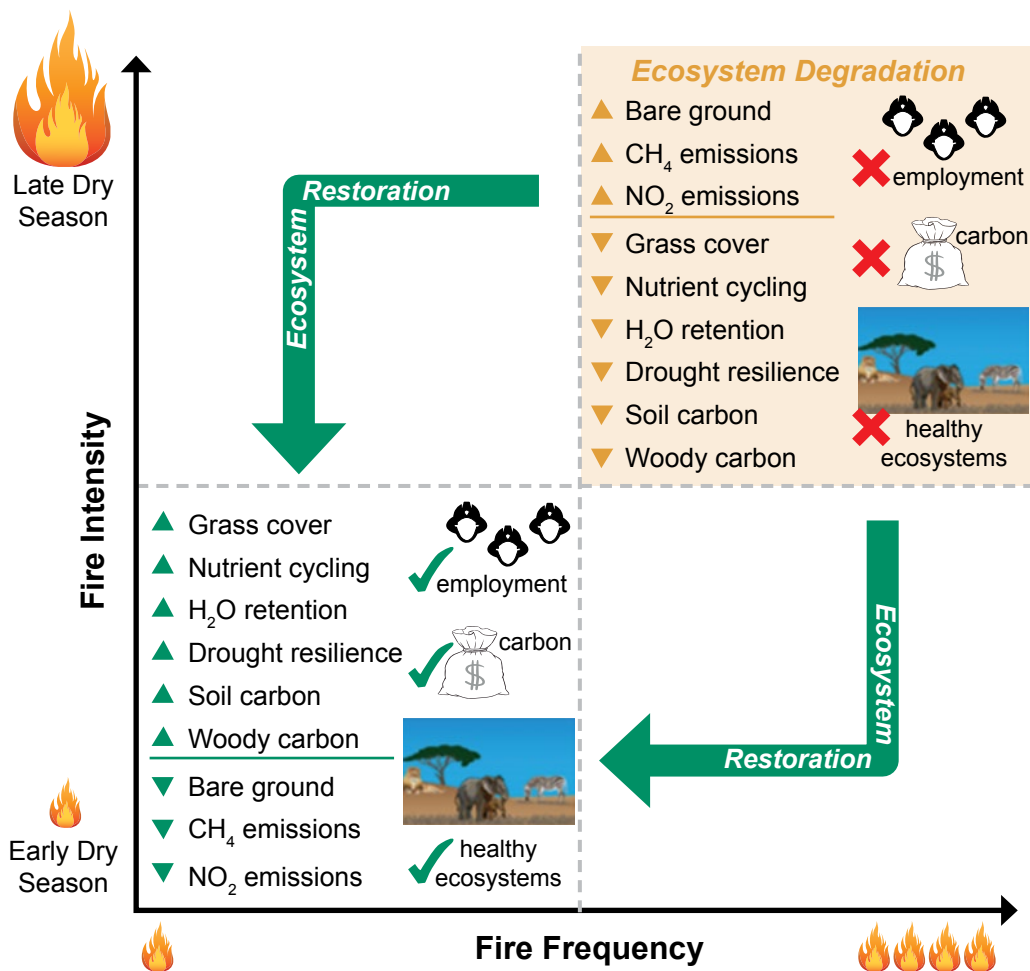 Ecosystem Degradation
Bare ground
CH₄ emissions
NO₂ emissions
Grass cover
Nutrient cycling
H₂O retention
Drought resilience
Soil carbon
Woody carbon
employment
$
carbon
healthy
ecosystems
Late Dry
Season
Restoration
Ecosystem
Fire Intensity
Grass cover
Nutrient cycling
H₂O retention
Drought resilience
Soil carbon
Woody carbon
Bare ground
CH₄ emissions
NO₂ emissions
employment
$
carbon
healthy
ecosystems
Ecosystem
Restoration
Early Dry
Season
Fire Frequency